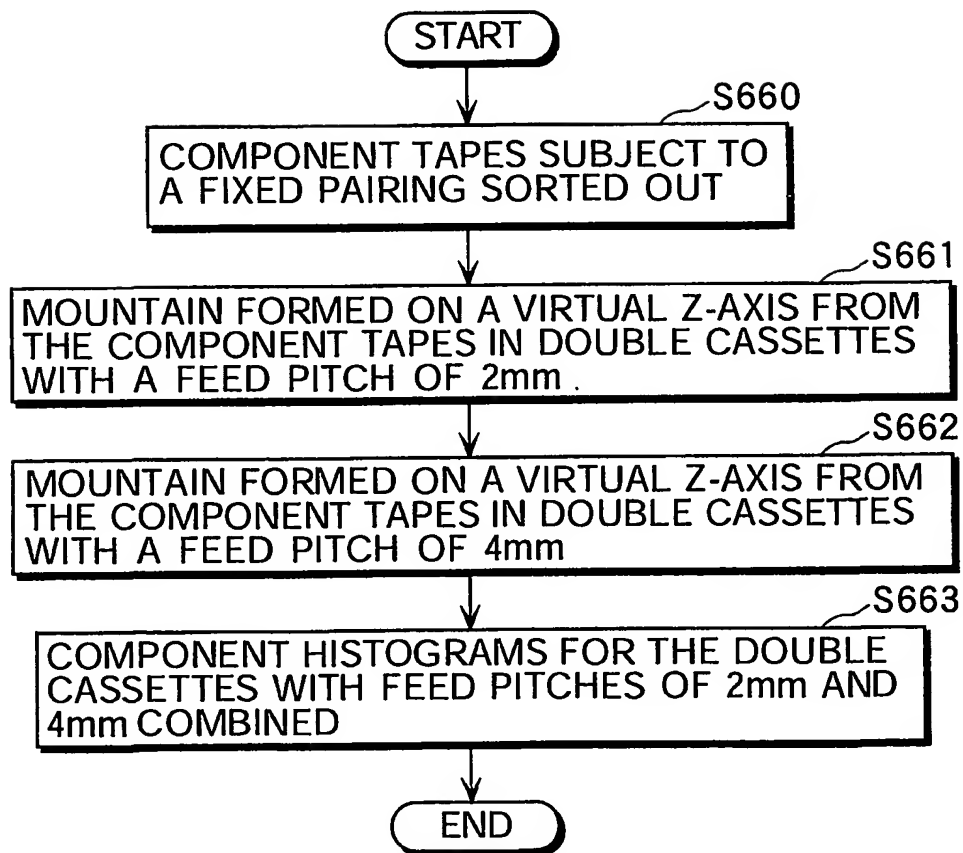 START
S660
COMPONENT TAPES SUBJECT TO
A FIXED PAIRING SORTED OUT
S661
MOUNTAIN FORMED ON A VIRTUAL Z-AXIS FROM
THE COMPONENT TAPES IN DOUBLE CASSETTES
WITH A FEED PITCH OF 2mm .
S662
MOUNTAIN FORMED ON A VIRTUAL Z-AXIS FROM
THE COMPONENT TAPES IN DOUBLE CASSETTES
WITH A FEED PITCH OF 4mm
S663
COMPONENT HISTOGRAMS FOR THE DOUBLE
CASSETTES WITH FEED PITCHES OF 2mm AND
4mm COMBINED
END